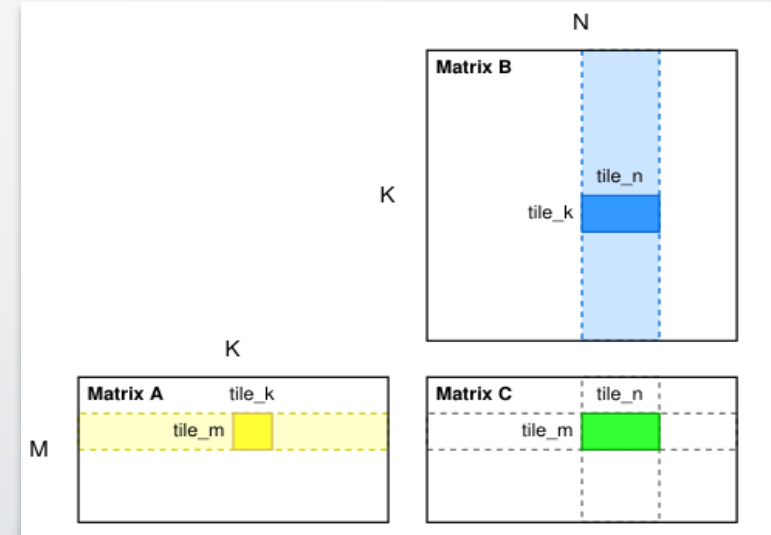 N
Matrix B
tile_n
K
tile_k
K
Matrix A
tile_k
Matrix C
tile_n
tile_m
tile_m
M